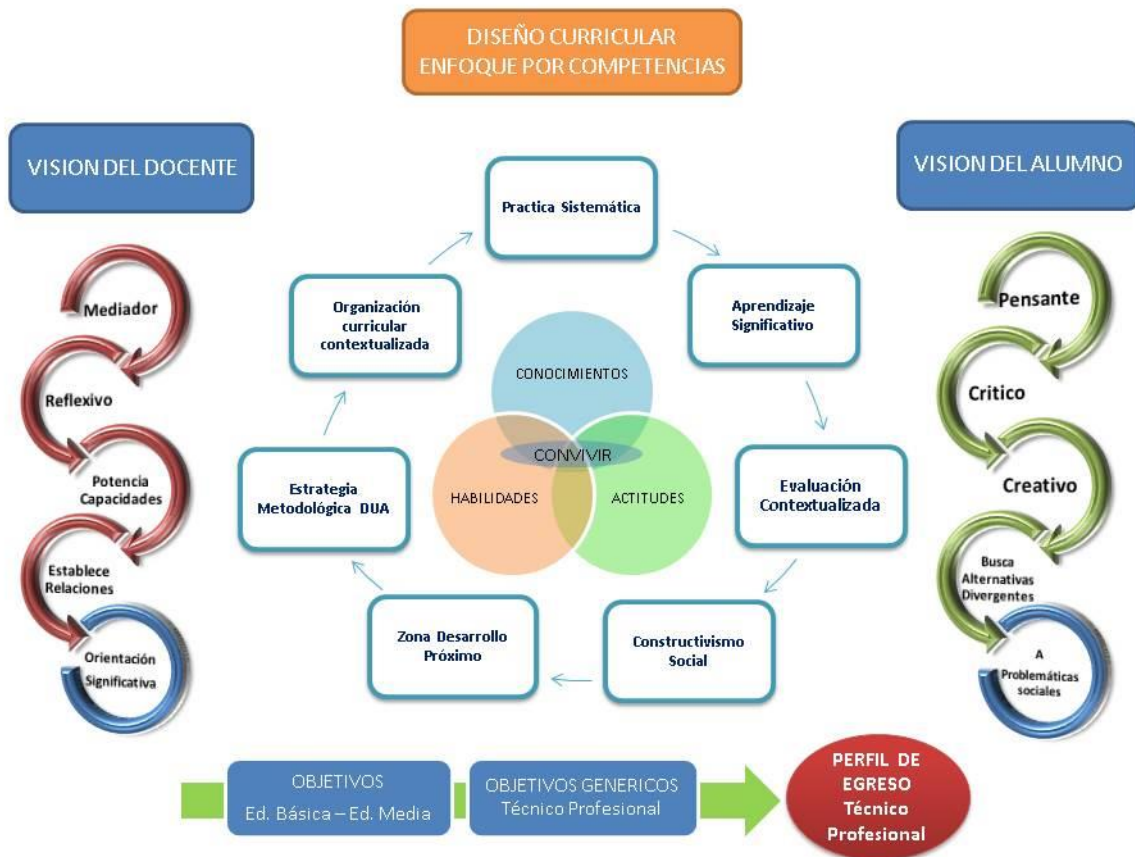 DISEÑO CURRICULAR
ENFOQUE POR COMPETENCIAS
VISION DEL DOCENTE
Mediador
Reflexivo
Potencia
Capacidades
Establece
Relaciones
Orientación
Significativa
Practica Sistemática
Aprendizaje
Significativo
Evaluación
Contextualizada
Constructivismo
Social
Zona Desarrollo
Próximo
Estrategia
Metodológica DUA
Organización
curricular
contextualizada
CONOCIMIENTOS
CONVIVIR
HABILIDADES
ACTITUDES
VISION DEL ALUMNO
Pensante
Critico
Creativo
Busca
Alternativas
Divergentes
A
Problemáticas
sociales
OBJETIVOS
Ed. Básica – Ed. Media
OBJETIVOS GENERICOS
Técnico Profesional
PERFIL DE
EGRESO
Técnico
Profesional